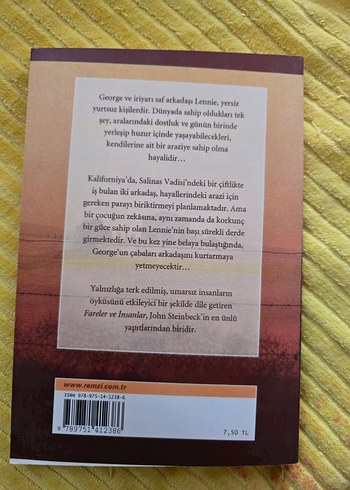 George ve iriyarı saf arkadaşı Lennie, yersiz
yurtsuz kişilerdir. Dünyada sahip oldukları tek
şey, aralarındaki dostluk ve günün birinde
yerleşip huzur içinde yaşayabilecekleri,
kendilerine ait bir araziye sahip olma
hayalidir...
Kaliforniya'da, Salinas Vadisi'ndeki bir çiftlikte
iş bulan iki arkadaş, hayallerindeki arazi için
gereken parayı biriktirmeyi planlamaktadır. Ama
bir çocuğun zekâsına, aynı zamanda da korkunç
bir güce sahip olan Lennie'nin başı sürekli derde
girmektedir. Ve bu kez yine belaya bulaştığında,
George'un çabaları arkadaşını kurtarmaya
yetmeyecektir...
Yalnızlığa terk edilmiş, umarsız insanların
öyküsünü etkileyici bir şekilde dile getiren
Fareler ve İnsanlar, John Steinbeck'in en ünlü
yapıtlarından biridir.
www.remzi.com.tr
ISBN 978-975-14-1238-6
9 789751 412386
7,50 TL